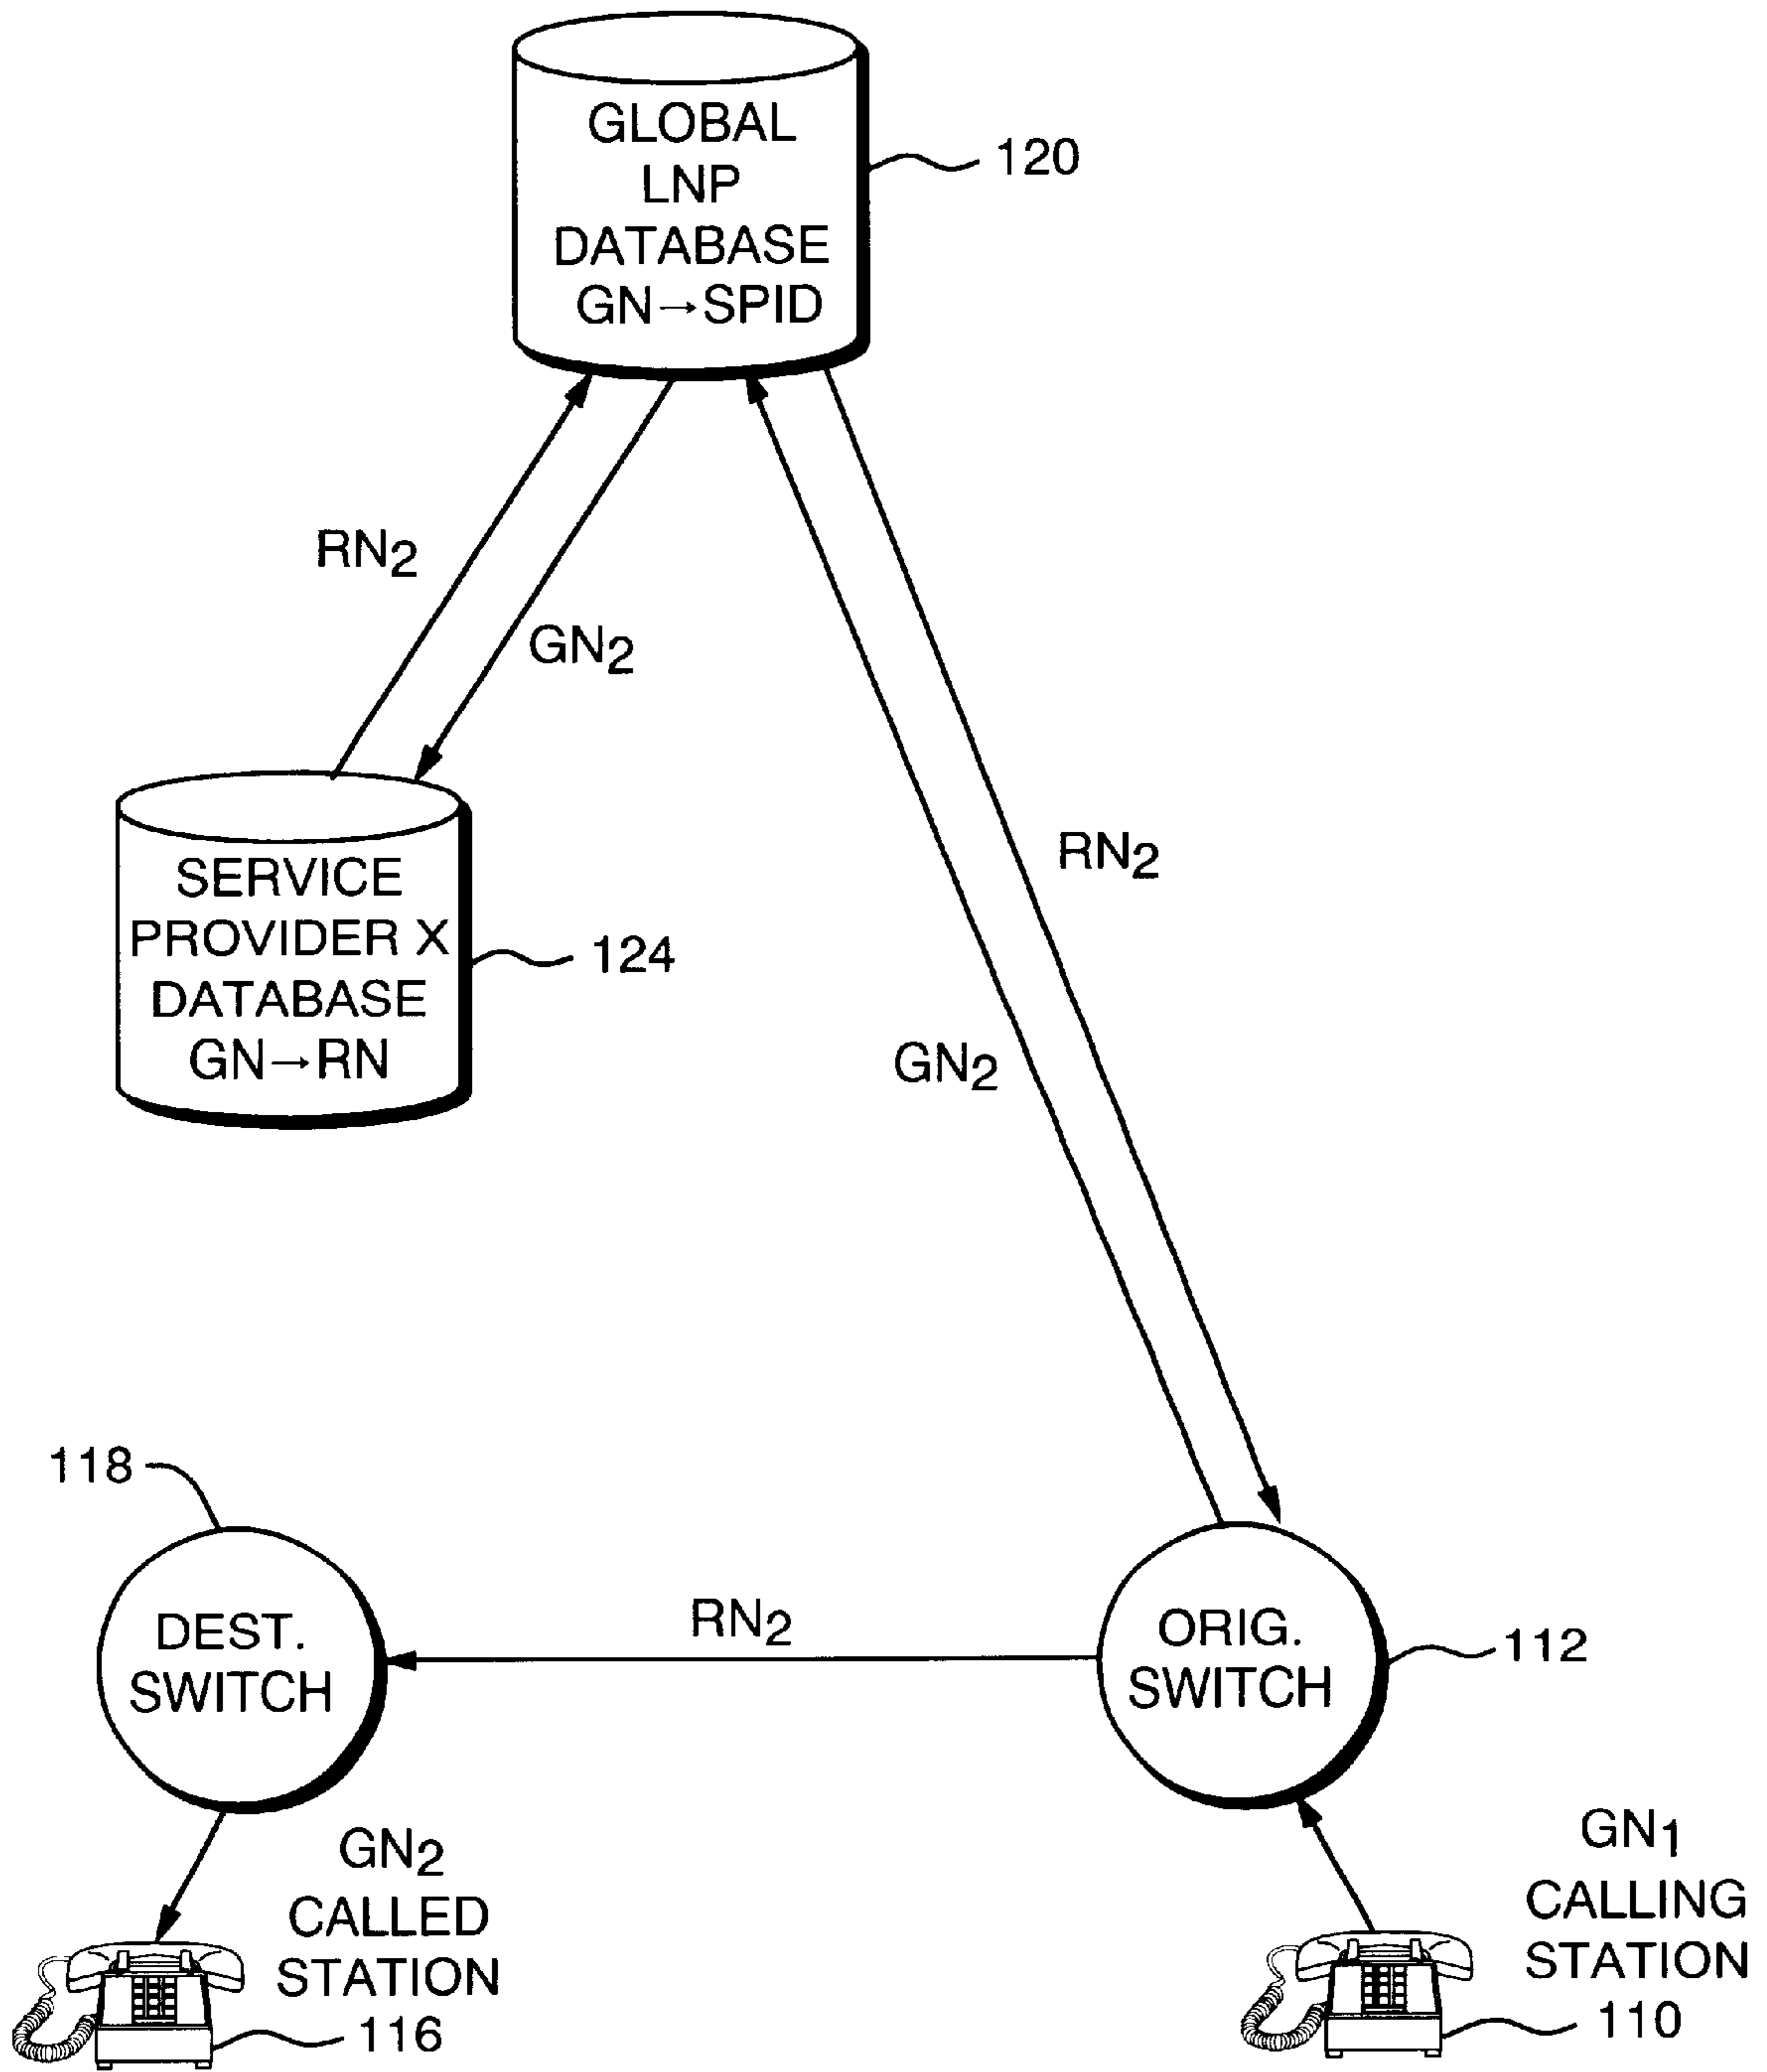 GLOBAL
LNP
DATABASE
GN→SPID
120
RN2
GN2
SERVICE
PROVIDER X
DATABASE
GN→RN
124
RN2
GN2
118
DEST.
SWITCH
RN2
ORIG.
SWITCH
112
GN2
CALLED
STATION
116
GN1
CALLING
STATION
110